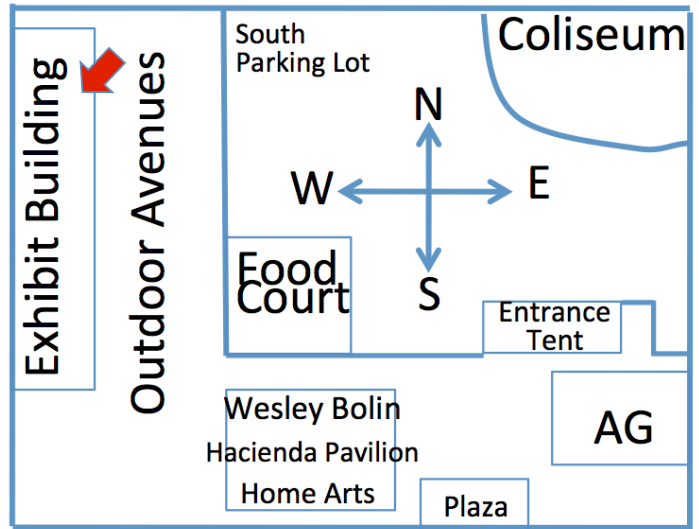 South
Parking Lot
Coliseum
N
W
E
S
Exhibit Building
Outdoor Avenues
Food
Court
Entrance
Tent
Wesley Bolin
Hacienda Pavilion
Home Arts
AG
Plaza